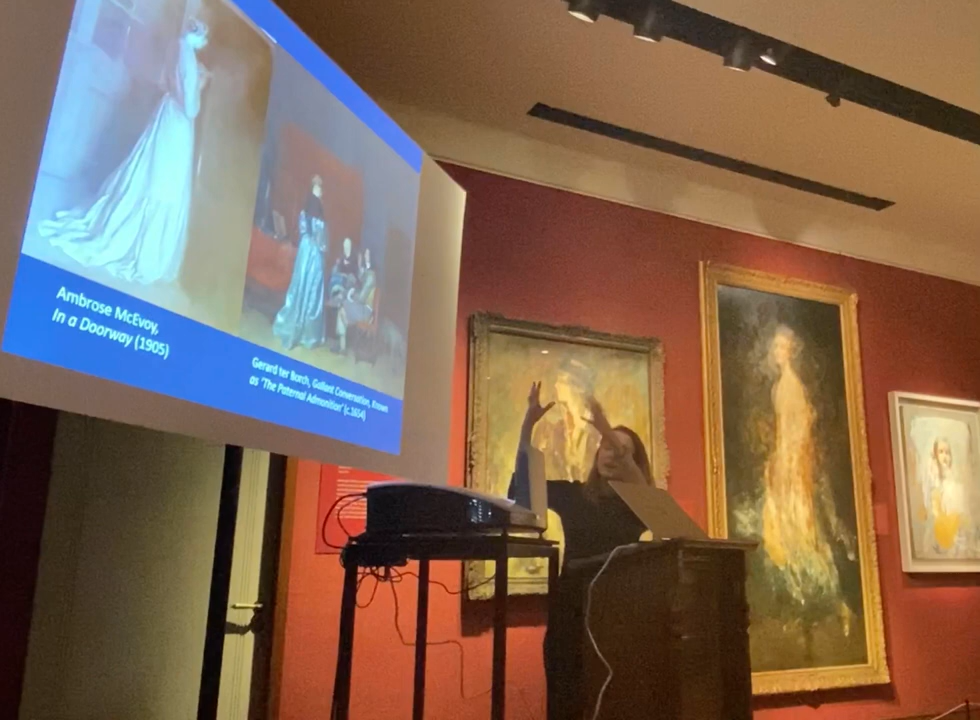 Ambrose McEvoy,
In a Doorway (1905)
Gerard ter Borch, Gallant Conversation, Known
as 'The Paternal Admonition' (c.1654)